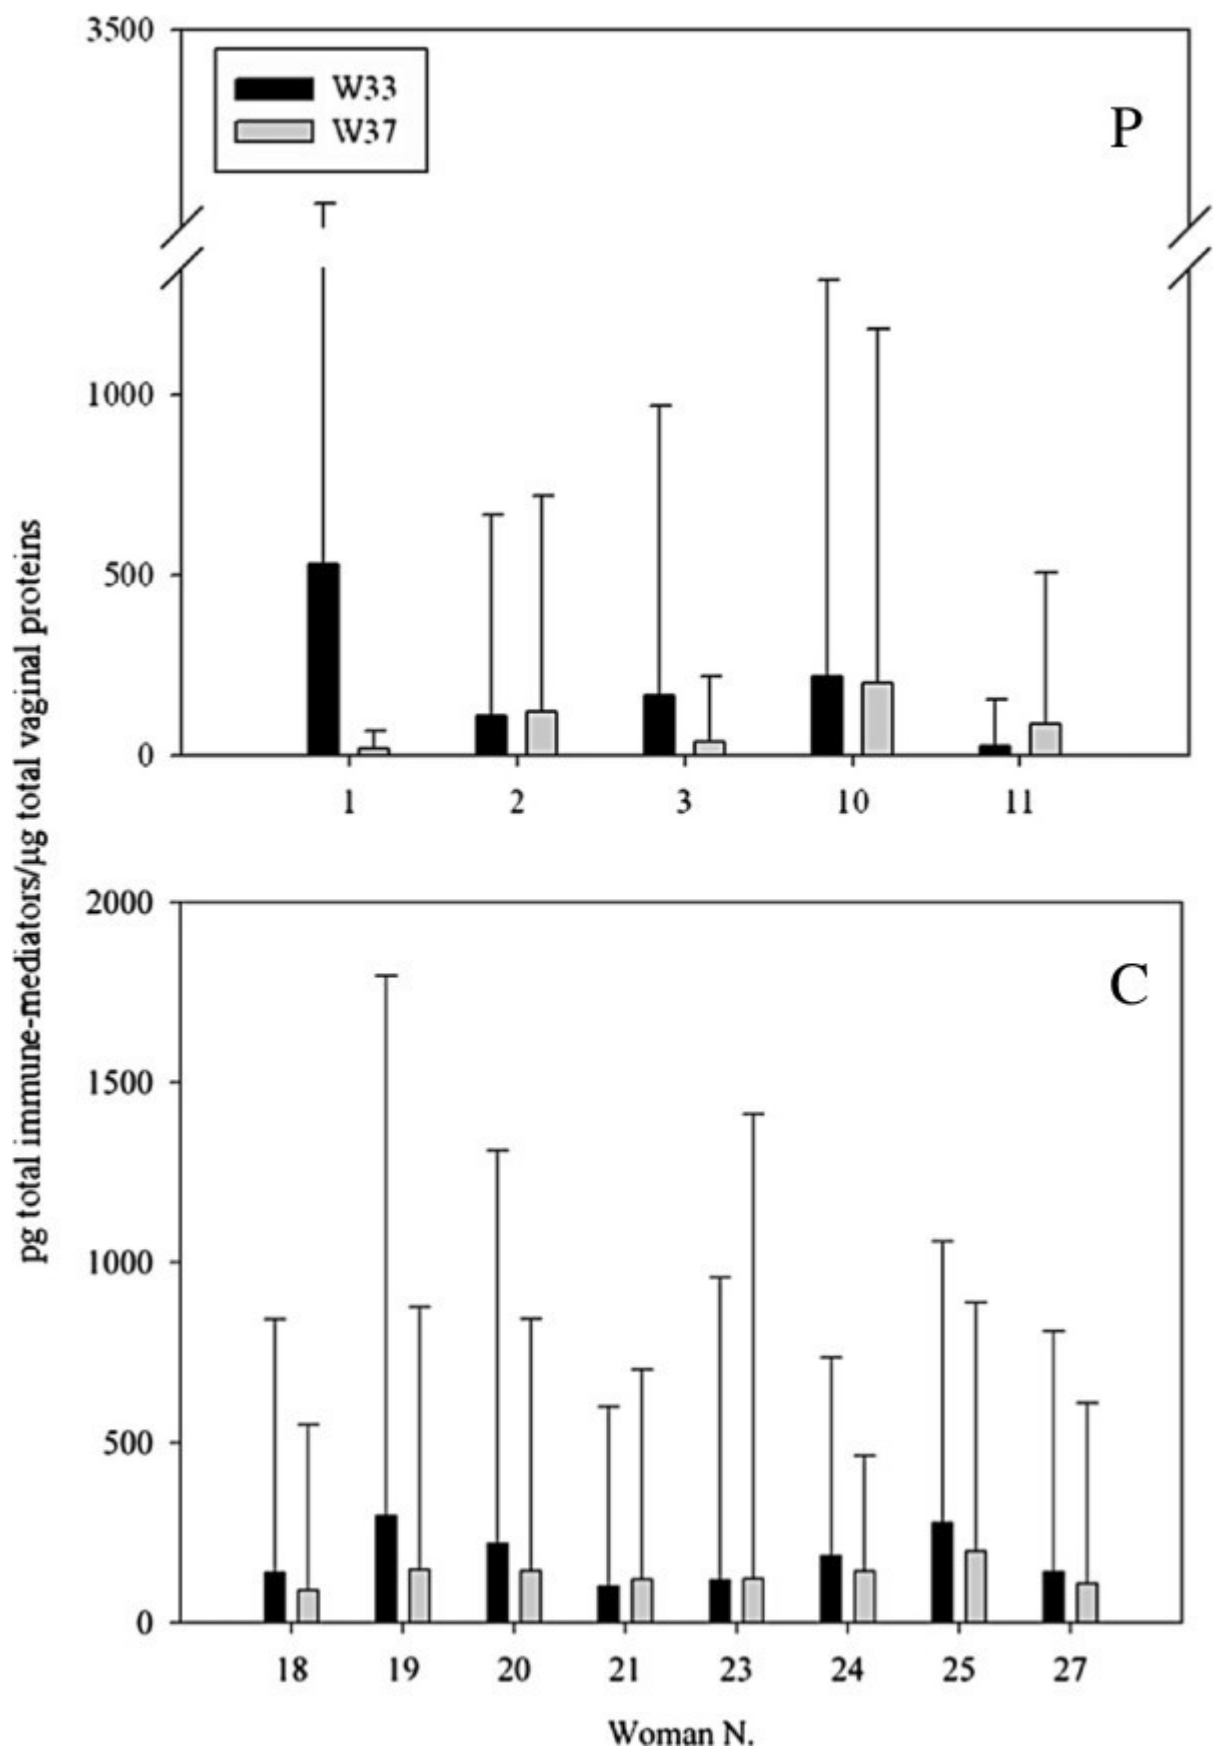 3500
W33
W37
P
1000
500
0
1 2 3 10 11
pg total immune-mediators/μg total vaginal proteins
2000
C
1500
1000
500
0
18 19 20 21 23 24 25 27
Woman N.